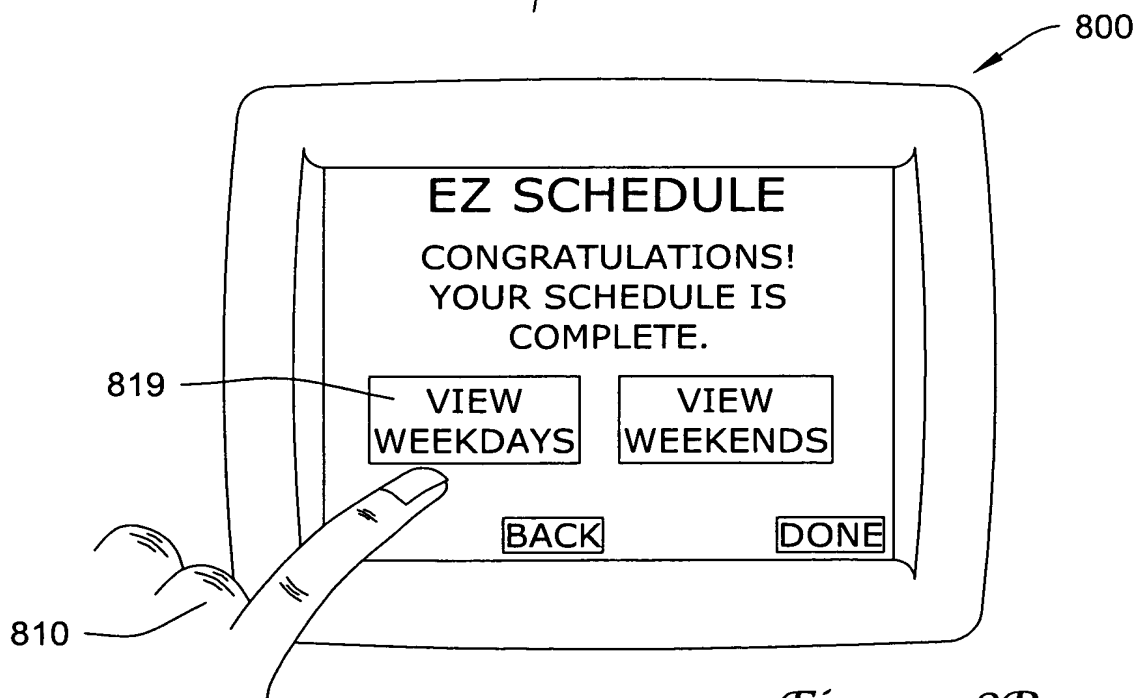 800
EZ SCHEDULE
CONGRATULATIONS!
YOUR SCHEDULE IS
COMPLETE.
819
VIEW
WEEKDAYS
VIEW
WEEKENDS
BACK
DONE
810